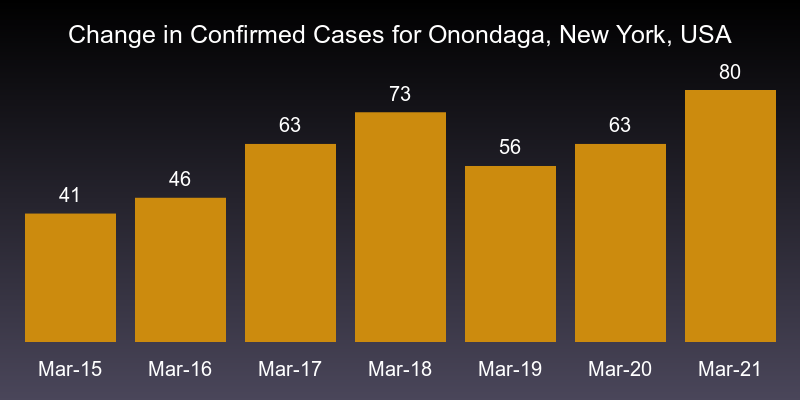 Change in Confirmed Cases for Onondaga, New York, USA
41 46 63 73 56 63 80
Mar-15 Mar-16 Mar-17 Mar-18 Mar-19 Mar-20 Mar-21